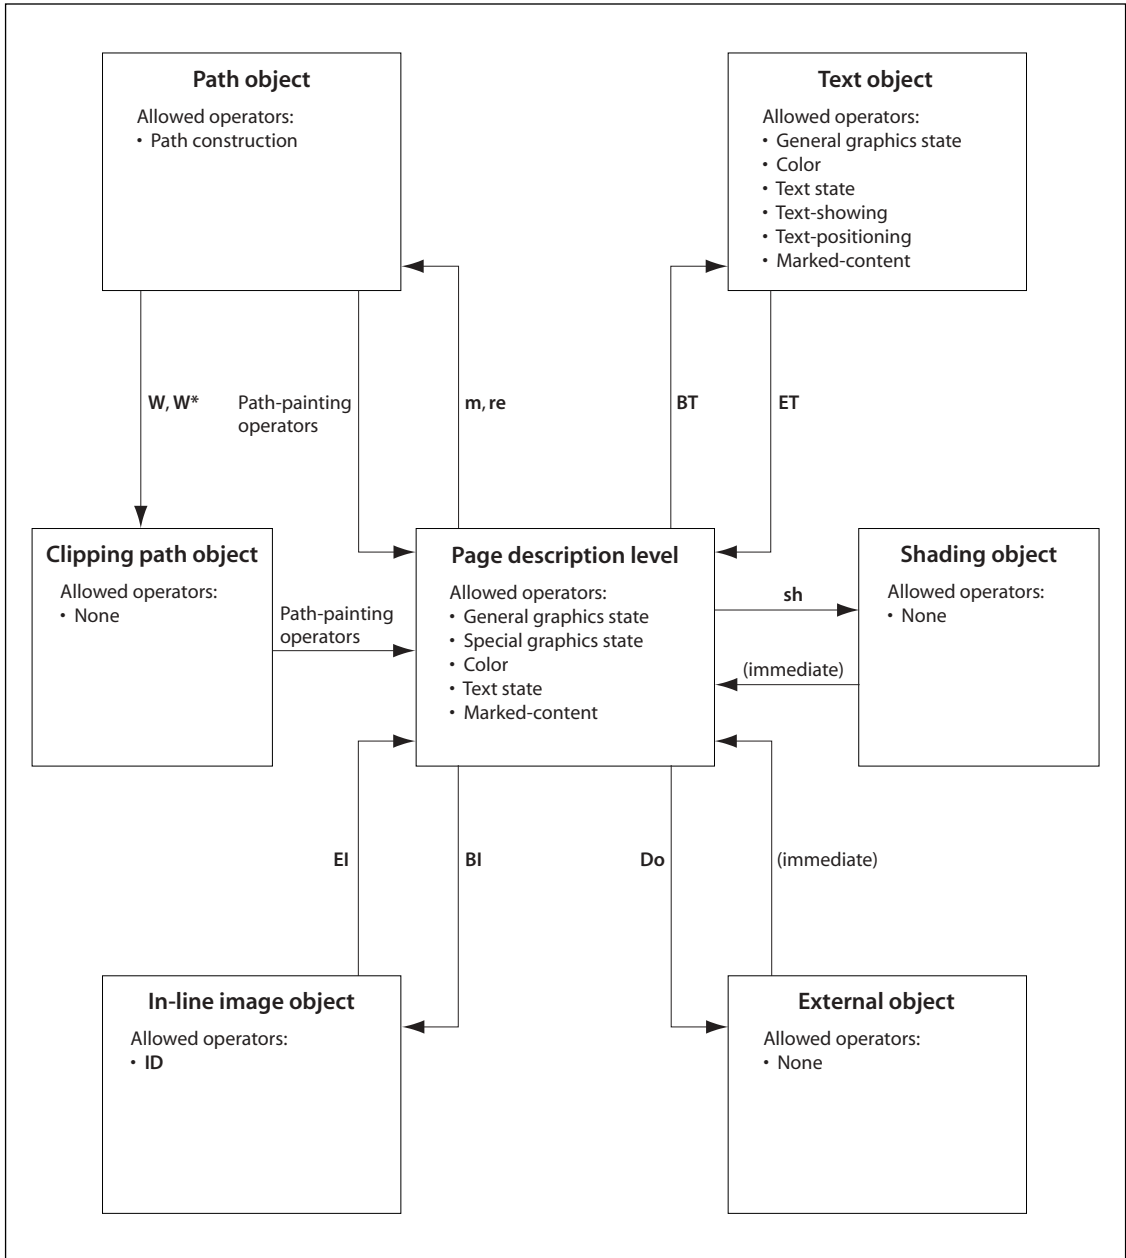 Path object
Allowed operators:
• Path construction
Text object
Allowed operators:
• General graphics state
• Color
• Text state
• Text-showing
• Text-positioning
• Marked-content
W, W*
Path-painting
operators
m, re
BT
ET
Clipping path object
Allowed operators:
• None
Path-painting
operators
Page description level
Allowed operators:
• General graphics state
• Special graphics state
• Color
• Text state
• Marked-content
sh
(immediate)
Shading object
Allowed operators:
• None
EI
BI
Do
(immediate)
In-line image object
Allowed operators:
• ID
External object
Allowed operators:
• None